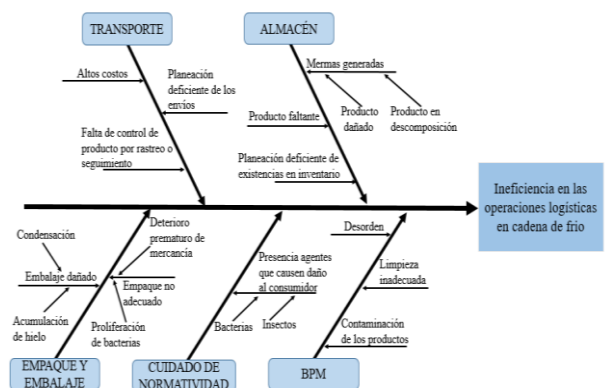 TRANSPORTE
ALMACÉN
Altos costos
Planeación
deficiente de los
envíos
Falta de control de
producto por rastreo o
seguimiento
Mermas generadas
Producto
dañado
Producto en
descomposición
Producto faltante
Planeación deficiente de
existencias en inventario
Ineficiencia en las
operaciones logísticas
en cadena de frio
Condensación
Embalaje dañado
Acumulación
de hielo
Deterioro
prematuro de
mercancía
Empaque no
adecuado
Proliferación
de bacterias
Presencia agentes
que causen daño
al consumidor
Bacterias
Insectos
Desorden
Limpieza
inadecuada
Contaminación
de los productos
EMPAQUE Y
EMBALAJE
CUIDADO DE
NORMATIVIDAD
BPM